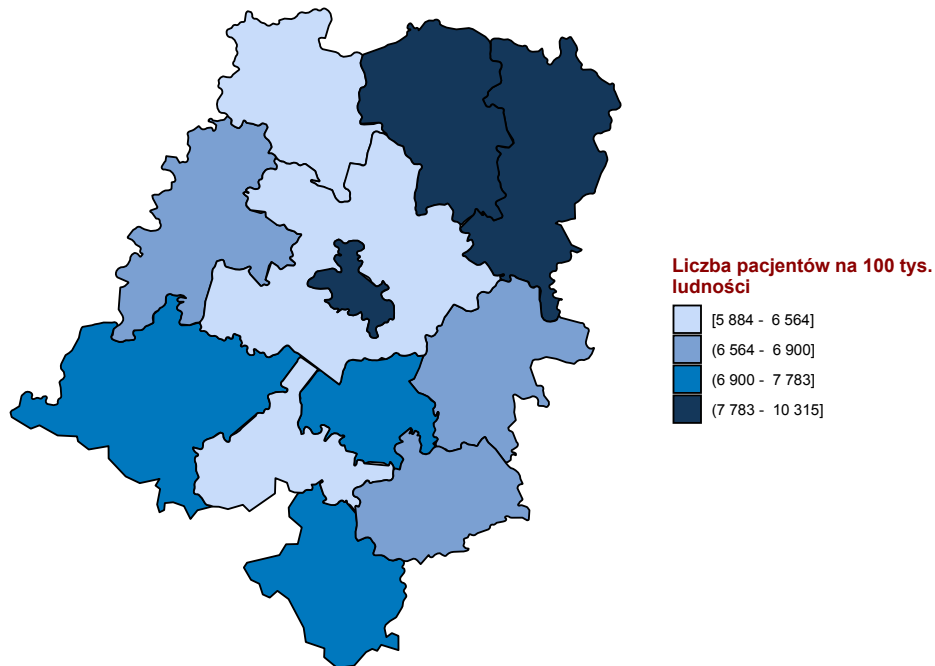 Liczba pacjentów na 100 tys.
ludności
[5 884 - 6 564]
(6 564 - 6 900]
(6 900 - 7 783]
(7 783 - 10 315]